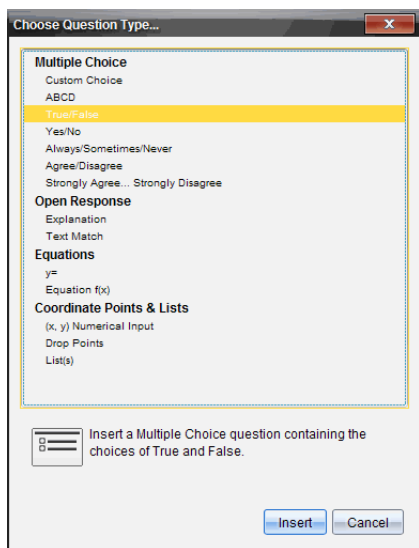 Choose Question Type...
Multiple Choice
Custom Choice
ABCD
True/False
Yes/No
Always/Sometimes/Never
Agree/Disagree
Strongly Agree... Strongly Disagree
Open Response
Explanation
Text Match
Equations
y=
Equation f(x)
Coordinate Points & Lists
(x, y) Numerical Input
Drop Points
List(s)
Insert a Multiple Choice question containing the
choices of True and False.
Insert Cancel